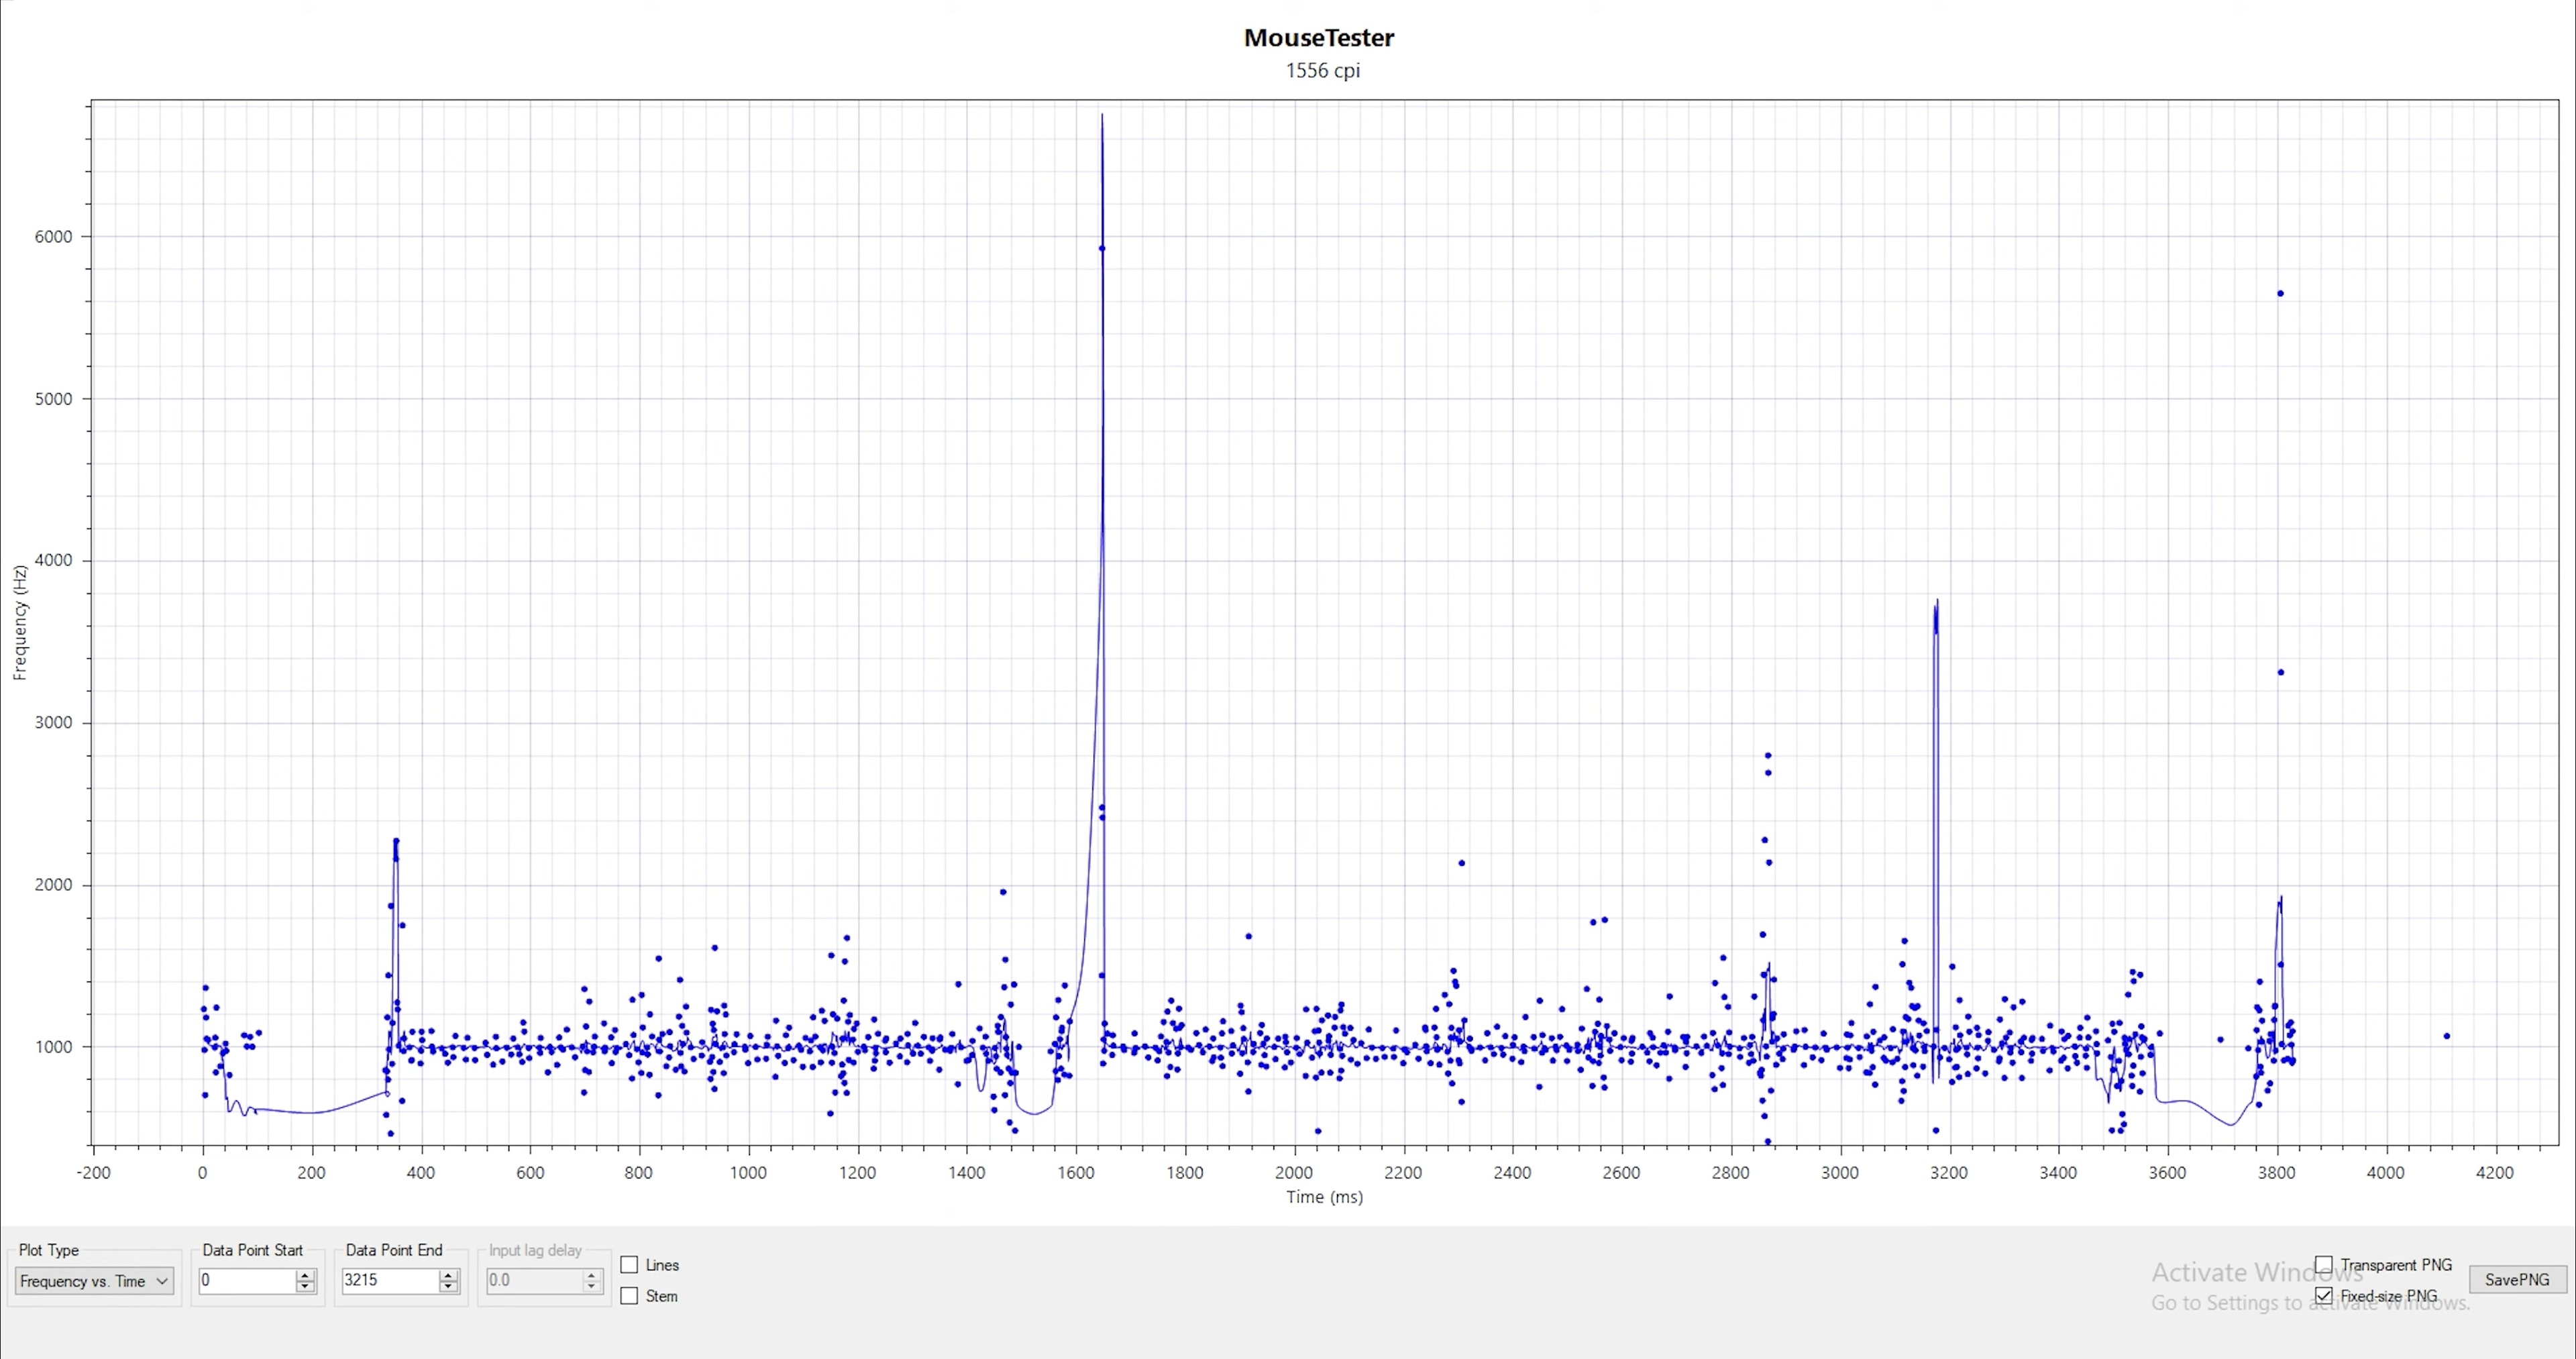 MouseTester
1556 cpi
6000
5000
4000
3000
2000
1000
Frequency (Hz)
-200 0 200 400 600 800 1000 1200 1400 1600 1800 2000 2200 2400 2600 2800 3000 3200 3400 3600 3800 4000 4200
Time (ms)
Plot Type Data Point Start Data Point End Input lag delay
Frequency vs. Time 0 3215 0.0
Lines
Stem
Transparent PNG
Fixed-size PNG
SavePNG
Activate Windows
Go to Settings to activate Windows.